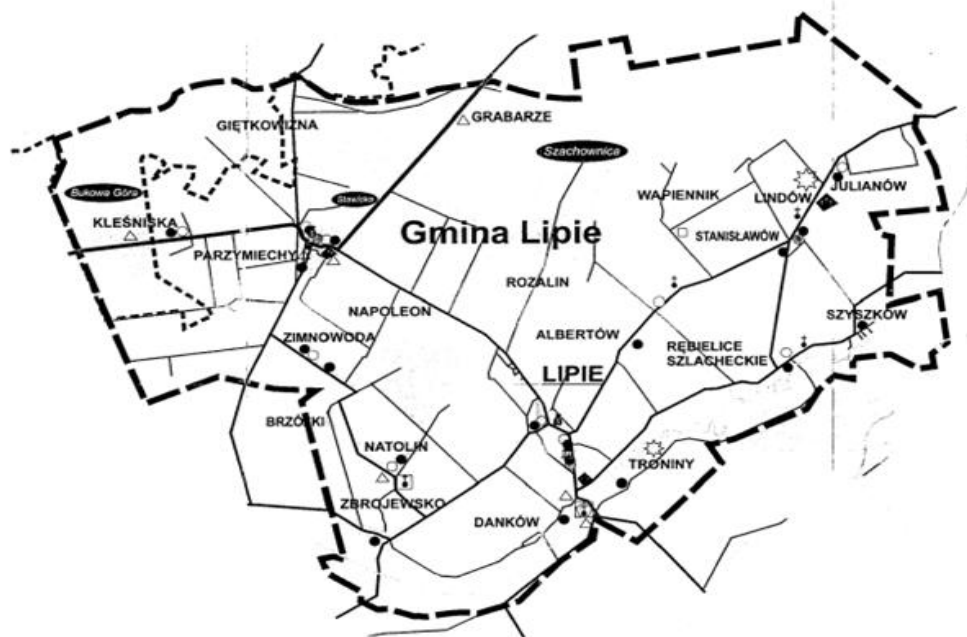 GRABARZE
GIĘTKOWIZNA
Szachownica
Bukowa Góra
Stawiska
WAPIENNIK
LINDÓW
JULIANÓW
KLEŚNISKA
Gmina Lipie
STANISŁAWÓW
PARZYMIECHY
ROZALIN
NAPOLEON
SZYSZKÓW
ZIMNOWODA
ALBERTÓW
RĘBIELICE
SZLACHECKIE
LIPIE
BRZÓZKI
NATOLIN
TRONINY
ZBROJEWSKO
DANKÓW